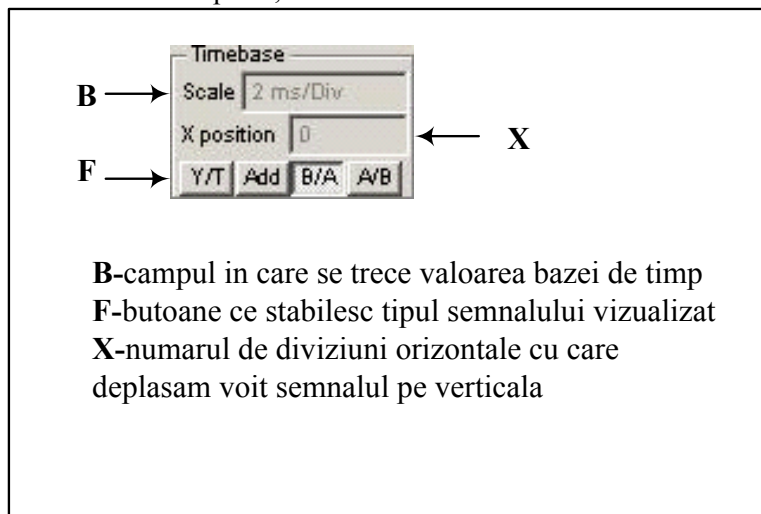 Timebase
B Scale 2 ms/Div
X position 0 X
F Y/T Add B/A A/B
B-campul in care se trece valoarea bazei de timp
F-butoane ce stabilesc tipul semnalului vizualizat
X-numarul de diviziuni orizontale cu care
deplasam voit semnalul pe verticala